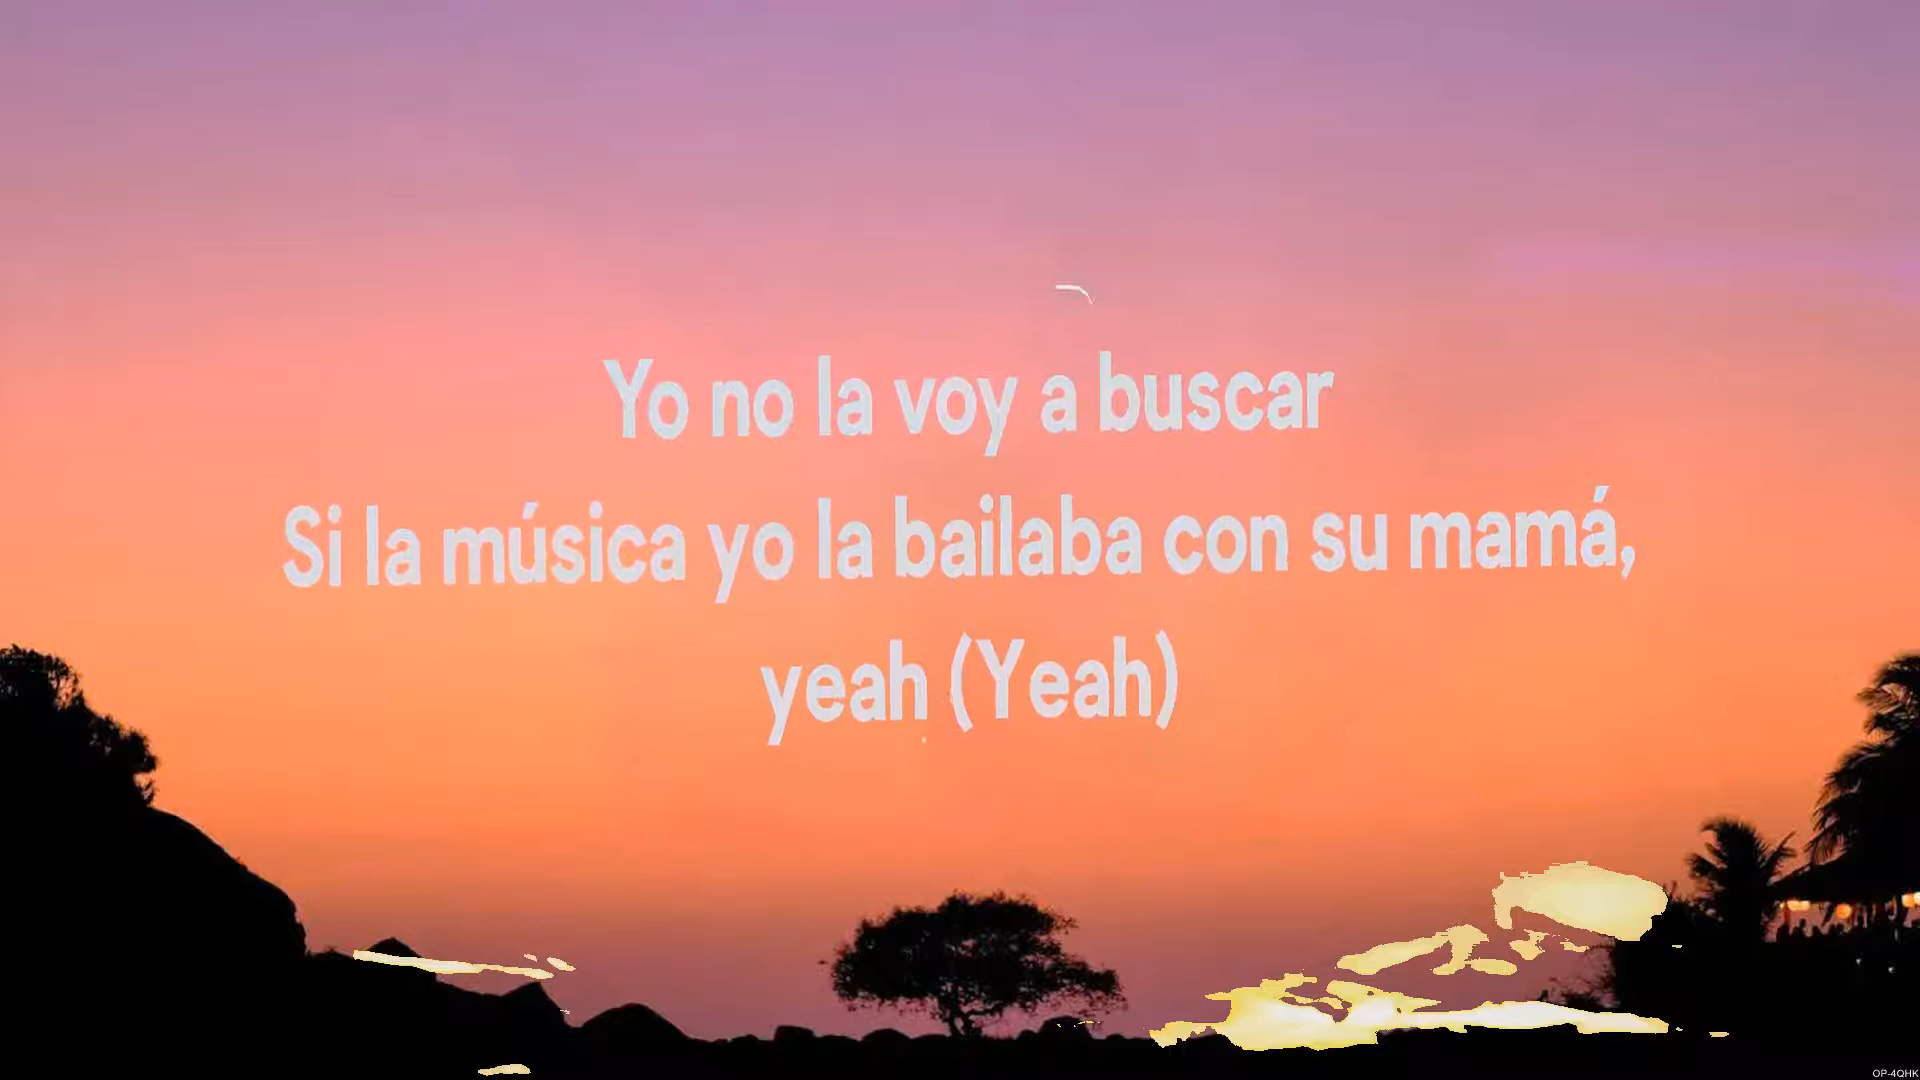 Yo no la voy a buscar
Si la música yo la bailaba con su mamá,
yeah (Yeah)
OP-4QHK